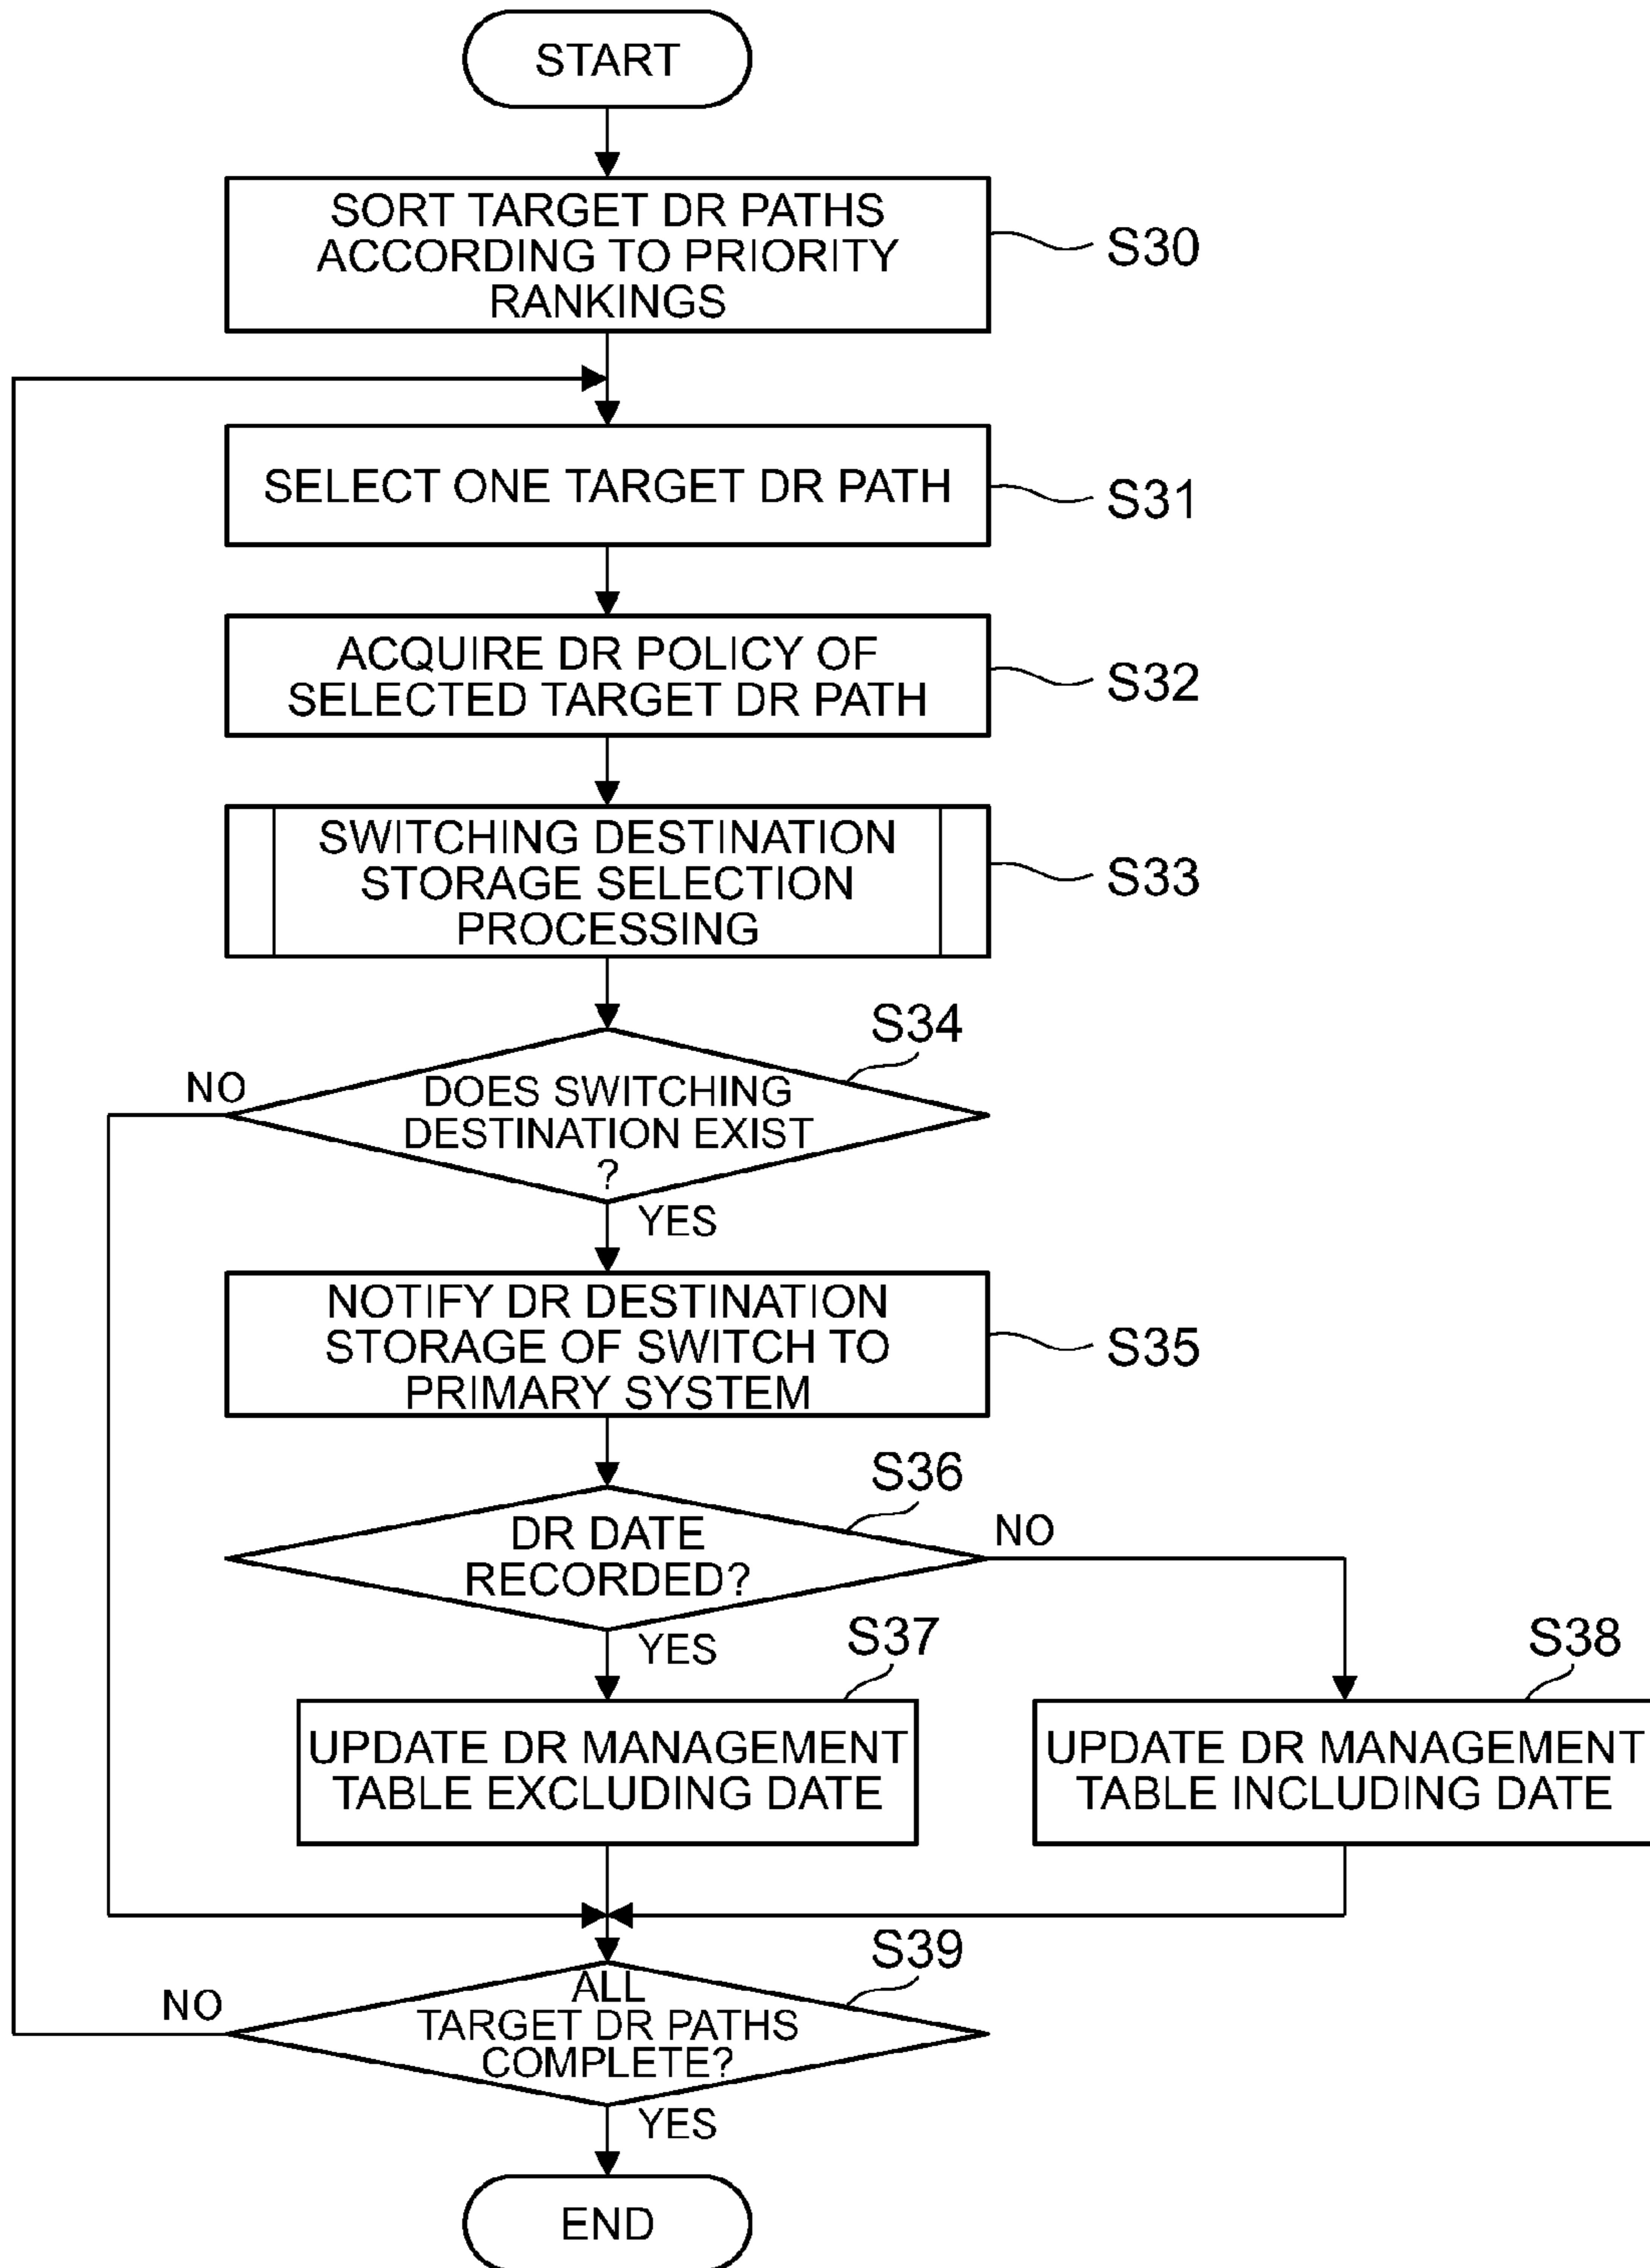 START
SORT TARGET DR PATHS
ACCORDING TO PRIORITY
RANKINGS
S30
SELECT ONE TARGET DR PATH
S31
ACQUIRE DR POLICY OF
SELECTED TARGET DR PATH
S32
SWITCHING DESTINATION
STORAGE SELECTION
PROCESSING
S33
S34
NO
DOES SWITCHING
DESTINATION EXIST
?
YES
NOTIFY DR DESTINATION
STORAGE OF SWITCH TO
PRIMARY SYSTEM
S35
S36
DR DATE
RECORDED?
NO
YES
S37
UPDATE DR MANAGEMENT
TABLE EXCLUDING DATE
S38
UPDATE DR MANAGEMENT
TABLE INCLUDING DATE
S39
NO
ALL
TARGET DR PATHS
COMPLETE?
YES
END